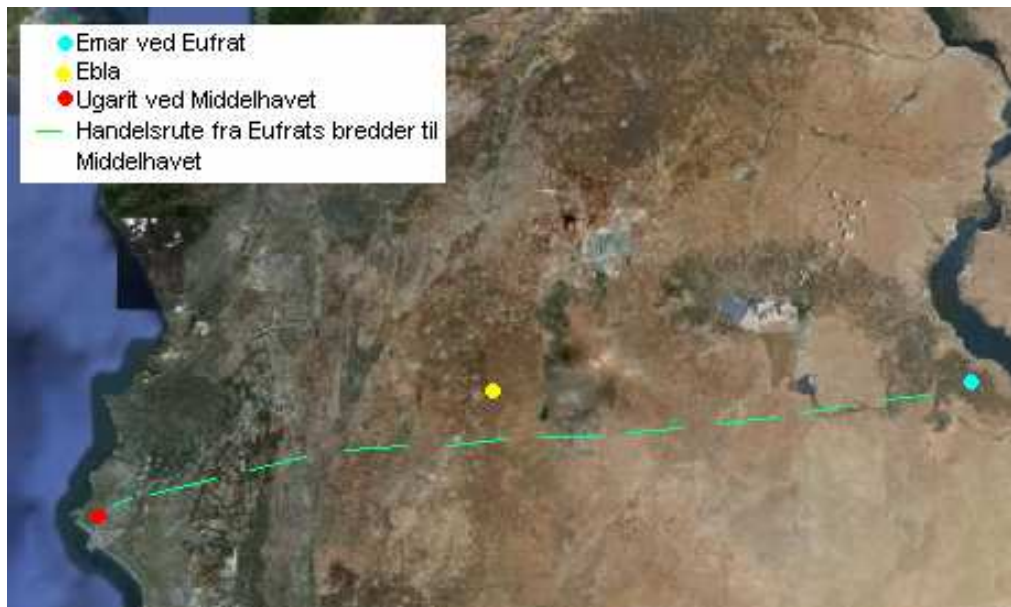 Emar ved Eufrat
Ebla
Ugarit ved Middelhavet
Handelsrute fra Eufrats bredder til
Middelhavet